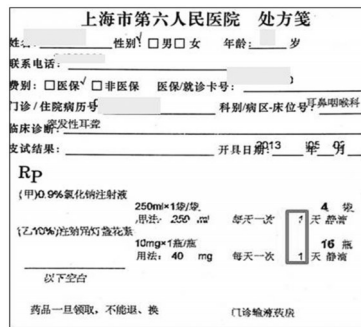 上海市第六人民医院 处方笺
姓名: 性别√ □男□女 年龄: 岁
联系电话:
费别: □医保√ □非医保 医保/就诊卡号:
门诊/住院病历号 科别/病区-床位号: 耳鼻咽喉科
临床诊断: 突发性耳聋
皮试结果: 开具日期: 2013 年 05 月
Rp
(甲)0.9%氯化钠注射液
250ml×1袋/袋 4 袋
用法: 250 ml 每天一次 1 天 静滴
(乙10%)注射用灯盏花素
10mg×1瓶/瓶 16 瓶
用法: 40 mg 每天一次 1 天 静滴
以下空白
药品一旦领取，不能退、换 门诊输液药房